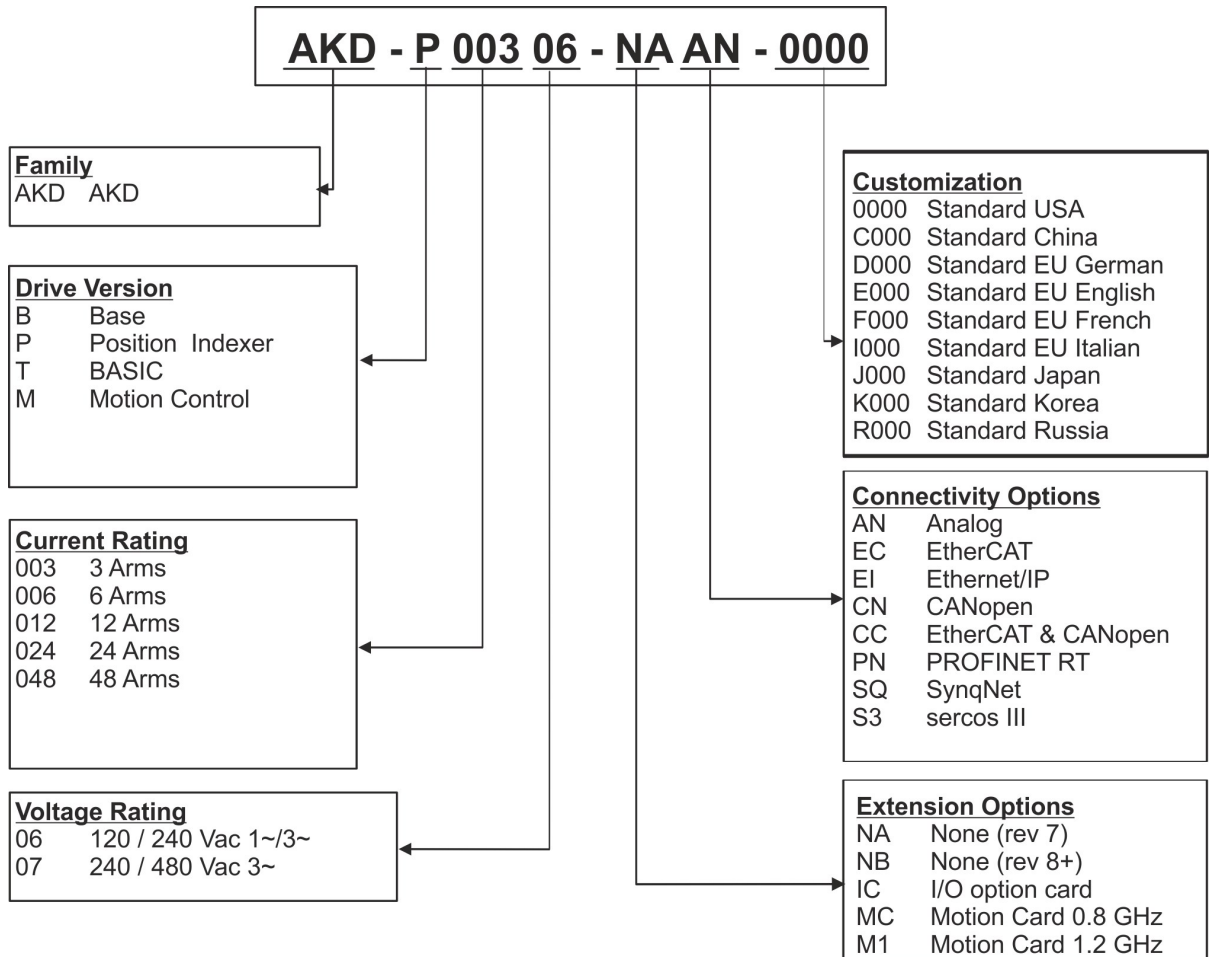 AKD - P 003 06 - NA AN - 0000
Family
AKD AKD
Drive Version
B Base
P Position Indexer
T BASIC
M Motion Control
Current Rating
003 3 Arms
006 6 Arms
012 12 Arms
024 24 Arms
048 48 Arms
Voltage Rating
06 120 / 240 Vac 1~/3~
07 240 / 480 Vac 3~
Customization
0000 Standard USA
C000 Standard China
D000 Standard EU German
E000 Standard EU English
F000 Standard EU French
I000 Standard EU Italian
J000 Standard Japan
K000 Standard Korea
R000 Standard Russia
Connectivity Options
AN Analog
EC EtherCAT
EI Ethernet/IP
CN CANopen
CC EtherCAT & CANopen
PN PROFINET RT
SQ SynqNet
S3 sercos III
Extension Options
NA None (rev 7)
NB None (rev 8+)
IC I/O option card
MC Motion Card 0.8 GHz
M1 Motion Card 1.2 GHz